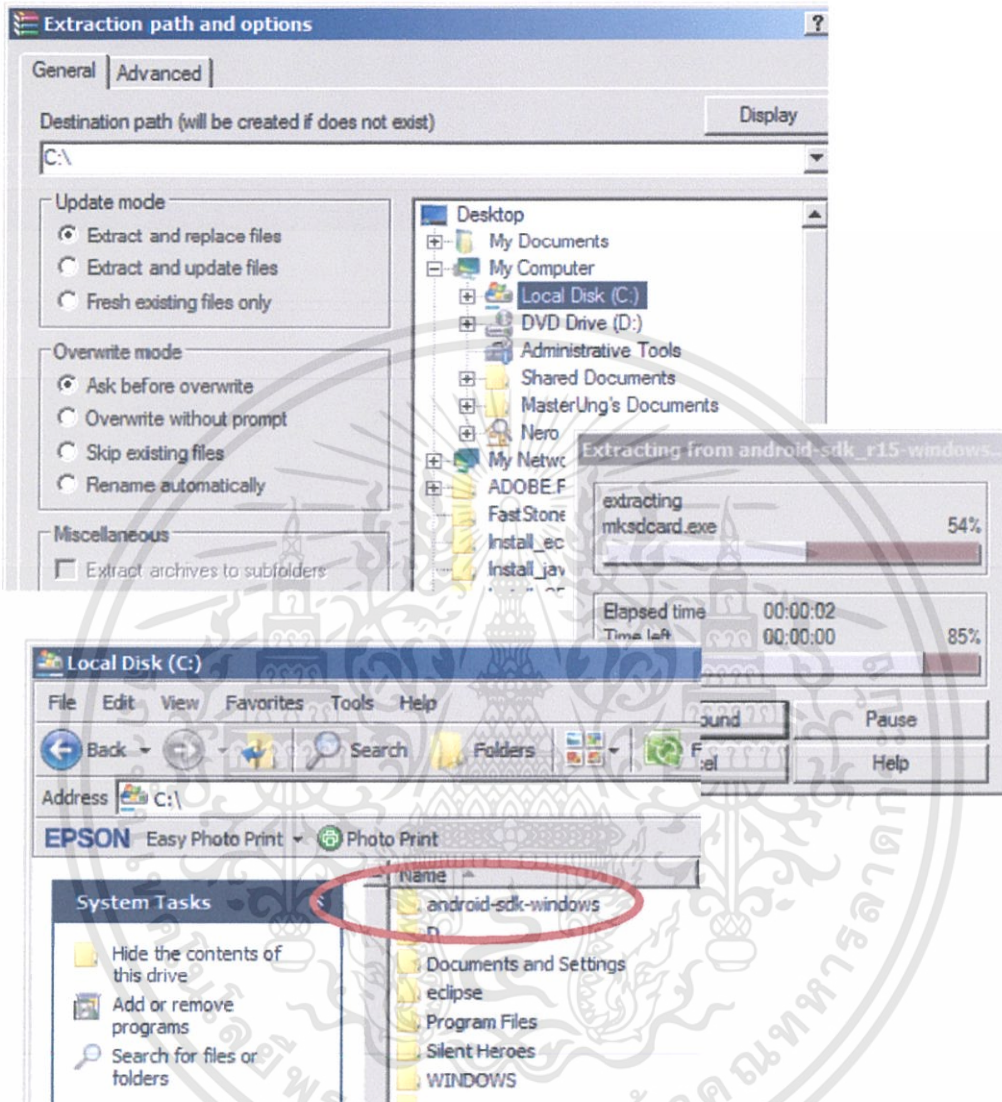 Extraction path and options
?
General
Advanced
Destination path (will be created if does not exist)
Display
C:\
Update mode
Extract and replace files
Extract and update files
Fresh existing files only
Overwrite mode
Ask before overwrite
Overwrite without prompt
Skip existing files
Rename automatically
Miscellaneous
Extract archives to subfolders
Desktop
My Documents
My Computer
Local Disk (C:)
DVD Drive (D:)
Administrative Tools
Shared Documents
MasterUng's Documents
Nero
My Netwc
ADOBE.F
FastStone
Install_ec
Install_jav
Extracting from android-sdk_r15-windows...
extracting
mksdcard.exe
54%
Elapsed time 00:00:02
Time left 00:00:00 85%
ound
Pause
cel
Help
Local Disk (C:)
File Edit View Favorites Tools Help
Back
Search
Folders
F
Address C:\
EPSON Easy Photo Print
Photo Print
Name
System Tasks
Hide the contents of
this drive
Add or remove
programs
Search for files or
folders
android-sdk-windows
D
Documents and Settings
eclipse
Program Files
Silent Heroes
WINDOWS